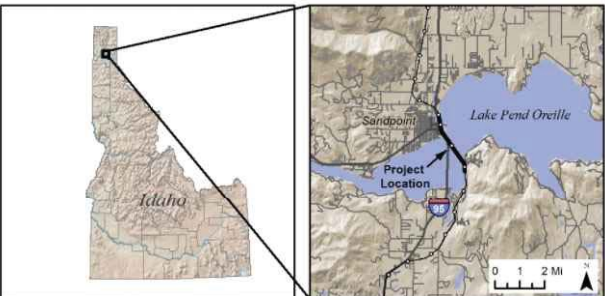 Idaho
Sandpoint
Lake Pend Oreille
Project
Location
95
0 1 2 Mi
N